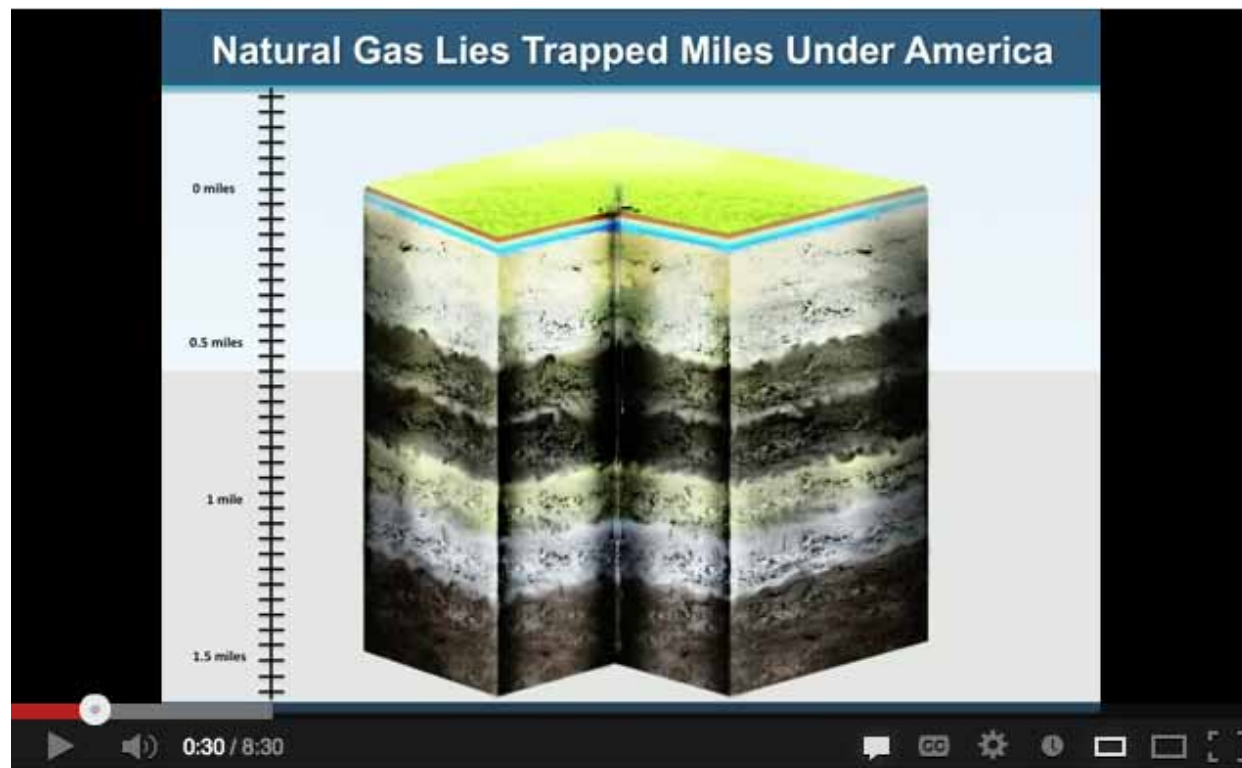 Natural Gas Lies Trapped Miles Under America
0 miles
0.5 miles
1 mile
1.5 miles
0:30 / 8:30
CC